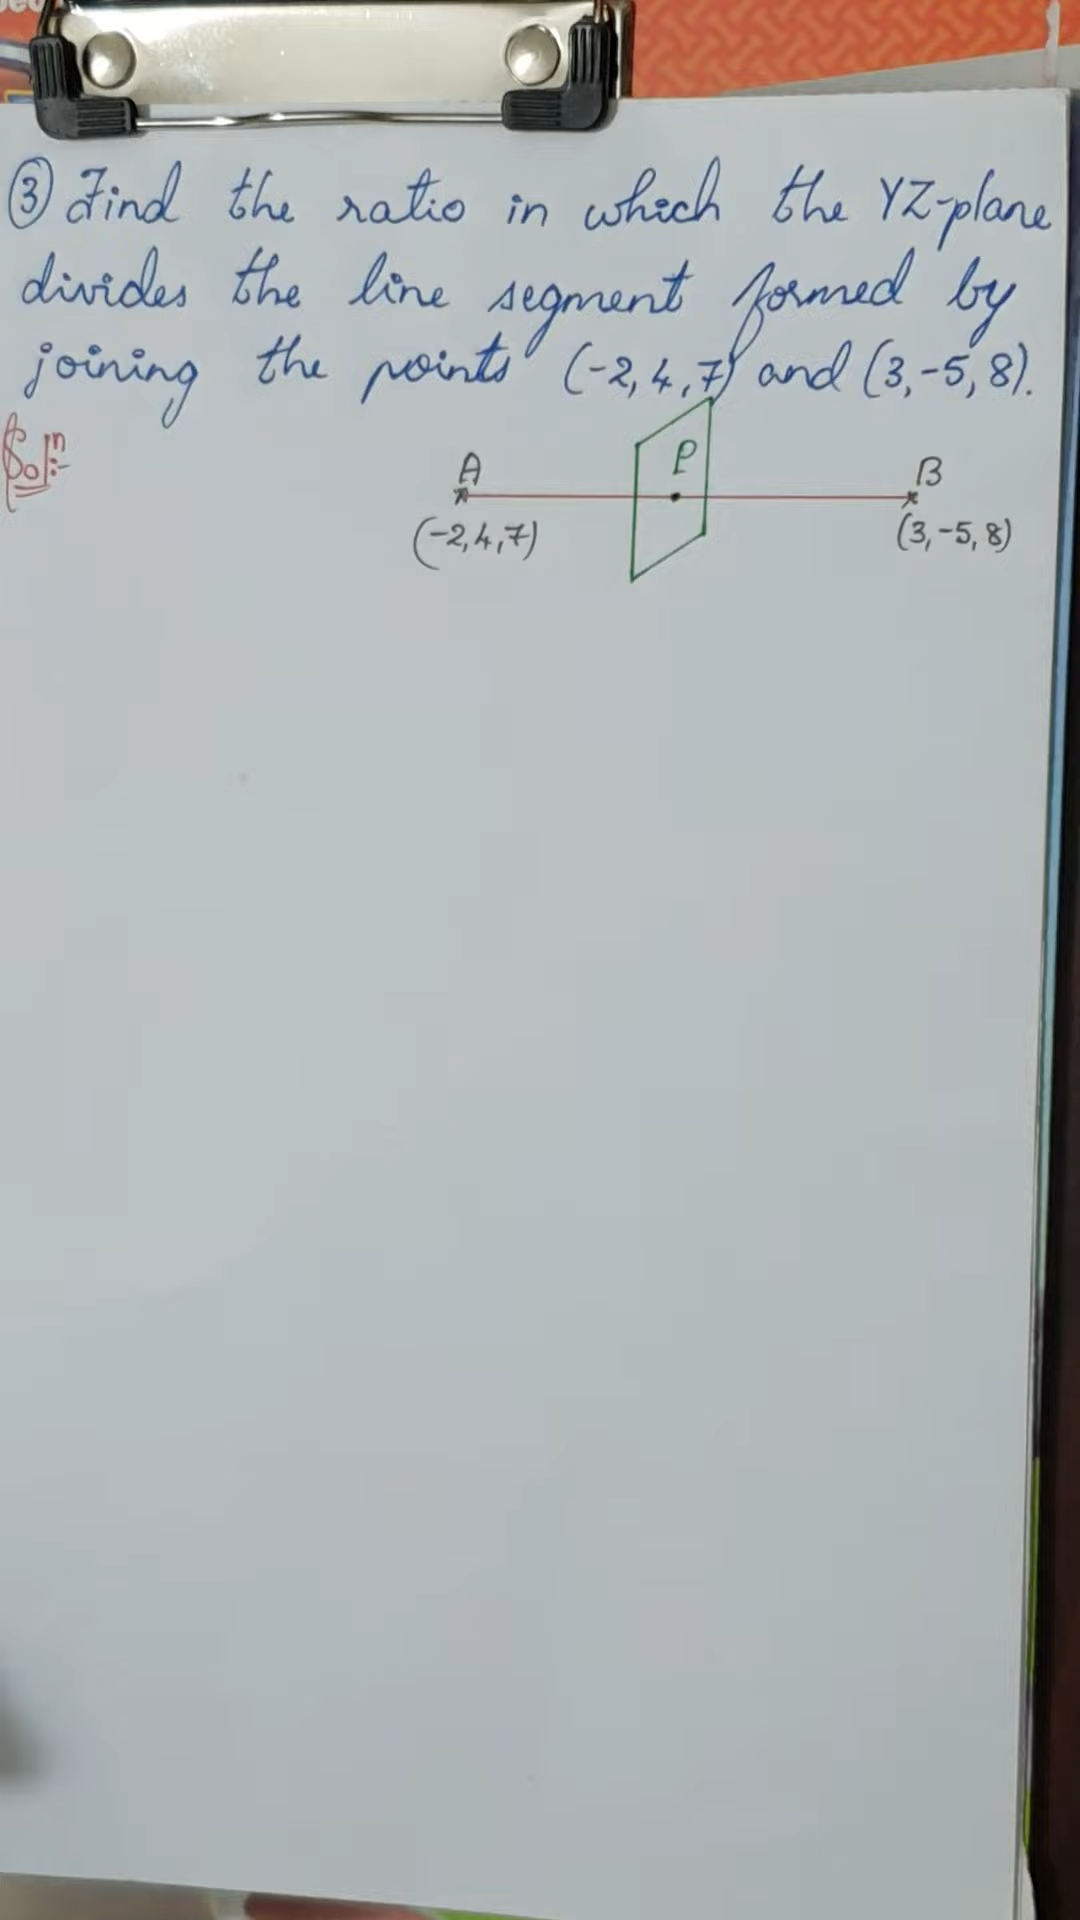 ③ Find the ratio in which the YZ-plane
divides the line segment formed by
joining the points (-2,4,7) and (3,-5,8).
Solⁿ:-
A P B
(-2,4,7) (3,-5,8)